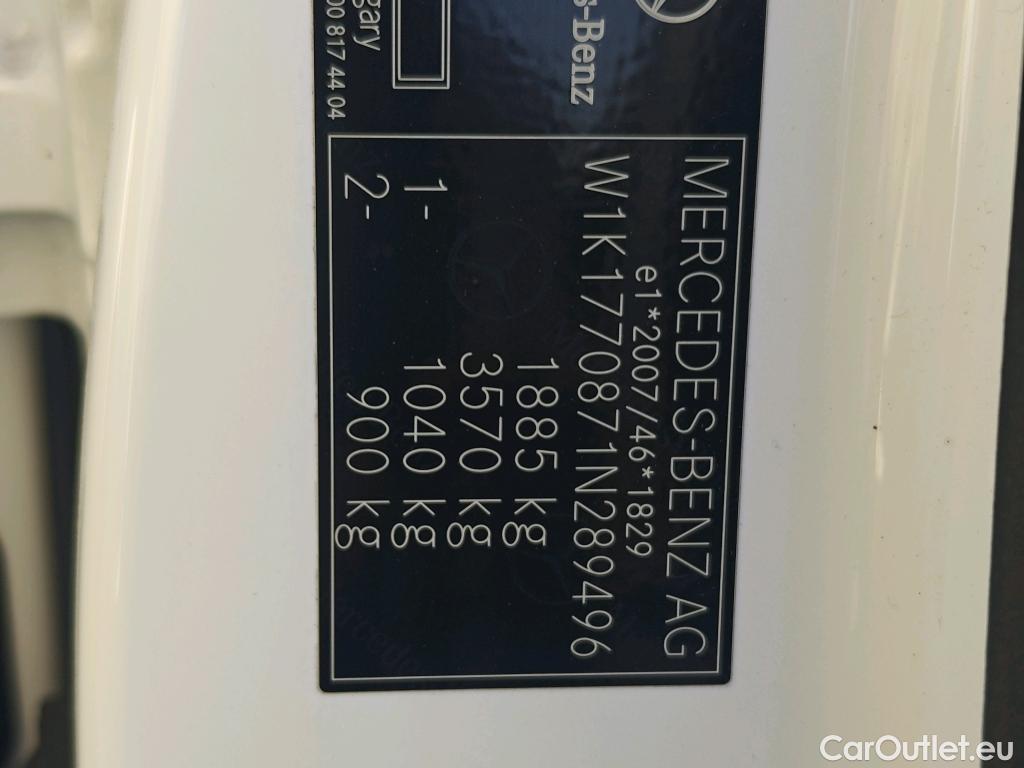 MERCEDES-BENZ AG
e1*2007/46*1829
W1K1770871N289496
1885 kg
3570 kg
1- 1040 kg
2- 900 kg
s-Benz
gary
00 817 44 04
CarOutlet.eu